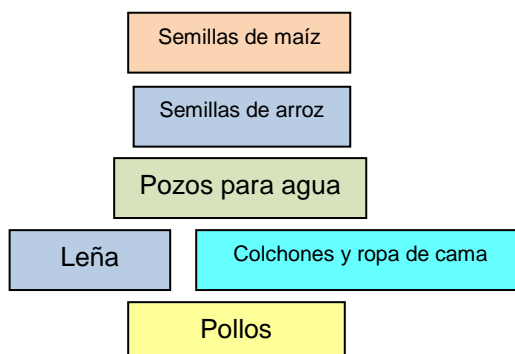 Semillas de maíz
Semillas de arroz
Pozos para agua
Leña
Colchones y ropa de cama
Pollos